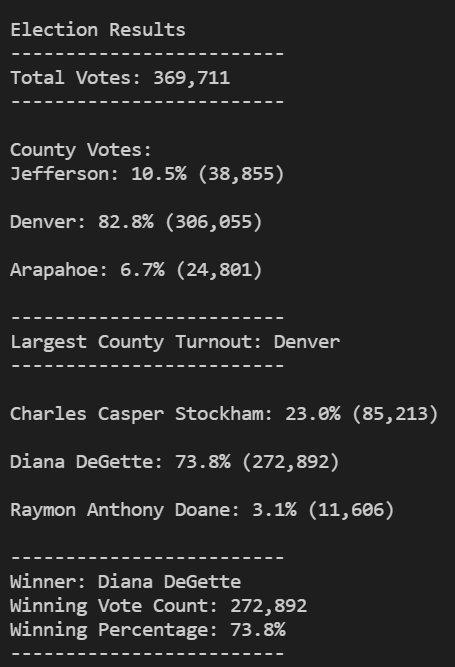 Election Results
-------------------------
Total Votes: 369,711
-------------------------
County Votes:
Jefferson: 10.5% (38,855)
Denver: 82.8% (306,055)
Arapahoe: 6.7% (24,801)
-------------------------
Largest County Turnout: Denver
-------------------------
Charles Casper Stockham: 23.0% (85,213)
Diana DeGette: 73.8% (272,892)
Raymon Anthony Doane: 3.1% (11,606)
-------------------------
Winner: Diana DeGette
Winning Vote Count: 272,892
Winning Percentage: 73.8%
-------------------------